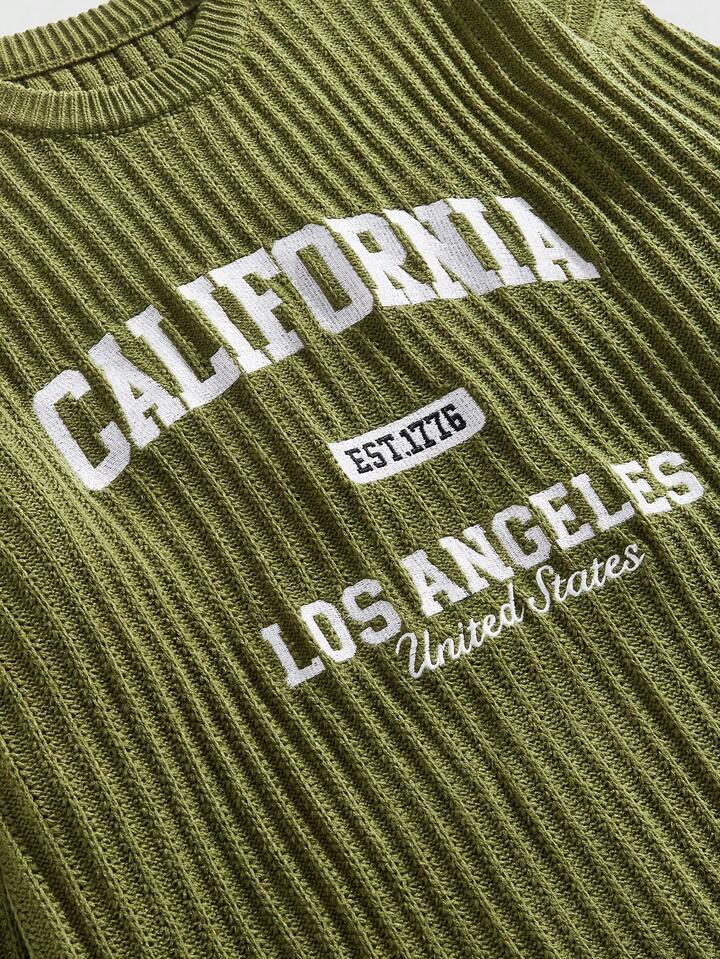 CALIFORNIA
EST.1776
LOS ANGELES
United States